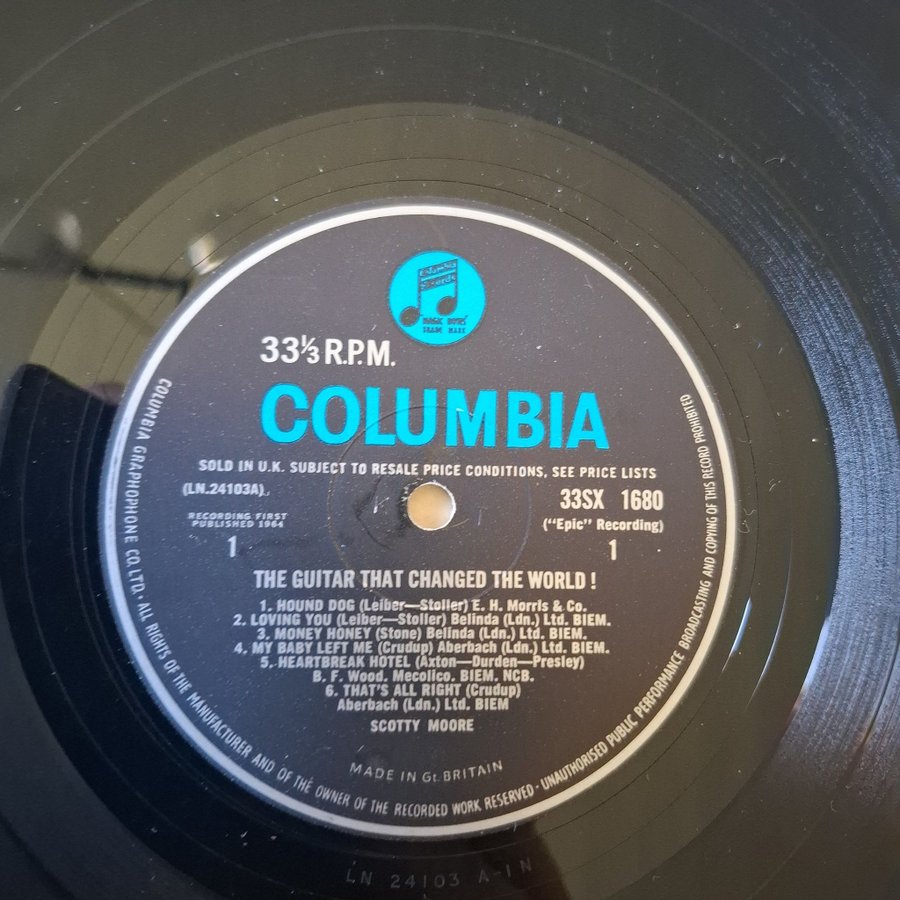 Columbia
Records
MAGIC NOTES
TRADE MARK
33⅓ R.P.M.
COLUMBIA
SOLD IN U.K. SUBJECT TO RESALE PRICE CONDITIONS, SEE PRICE LISTS
(LN.24103A)
33SX 1680
RECORDING FIRST
PUBLISHED 1964
("Epic" Recording)
1
1
THE GUITAR THAT CHANGED THE WORLD !
1. HOUND DOG (Leiber—Stoller) E. H. Morris & Co.
2. LOVING YOU (Leiber—Stoller) Belinda (Ldn.) Ltd. BIEM.
3. MONEY HONEY (Stone) Belinda (Ldn.) Ltd. BIEM.
4. MY BABY LEFT ME (Crudup) Aberbach (Ldn.) Ltd. BIEM.
5. HEARTBREAK HOTEL (Axton—Durden—Presley)
B. F. Wood. Mecolico. BIEM. NCB.
6. THAT'S ALL RIGHT (Crudup)
Aberbach (Ldn.) Ltd. BIEM
SCOTTY MOORE
MADE IN Gt. BRITAIN
COLUMBIA GRAPHOPHONE CO. LTD. · ALL RIGHTS OF THE MANUFACTURER AND OF THE OWNER OF THE RECORDED WORK RESERVED · UNAUTHORISED PUBLIC PERFORMANCE BROADCASTING AND COPYING OF THIS RECORD PROHIBITED
LN 24103 A-1N